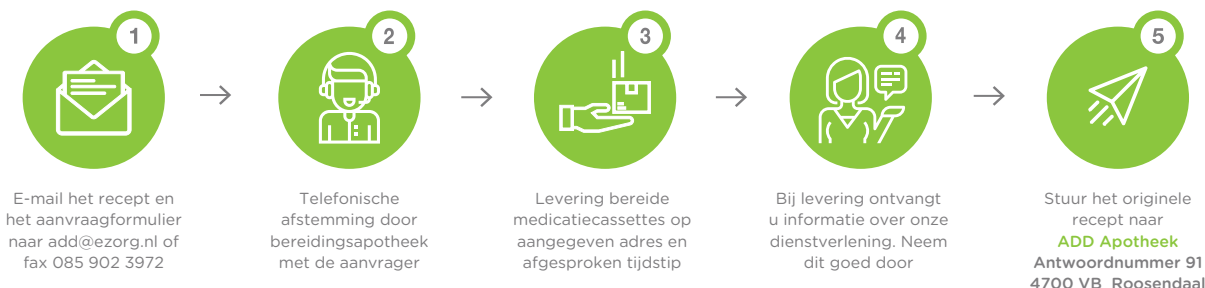 1
E-mail het recept en
het aanvraagformulier
naar add@ezorg.nl of
fax 085 902 3972
2
Telefonische
afstemming door
bereidingsapotheek
met de aanvrager
3
Levering bereide
medicatiecassettes op
aangegeven adres en
afgesproken tijdstip
4
Bij levering ontvangt
u informatie over onze
dienstverlening. Neem
dit goed door
5
Stuur het originele
recept naar
ADD Apotheek
Antwoordnummer 91
4700 VB Roosendaal